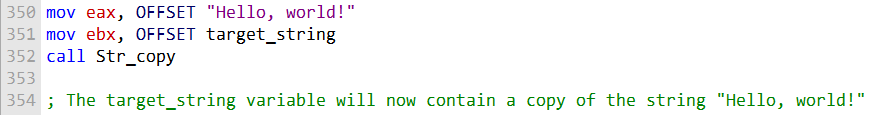 350 mov eax, OFFSET "Hello, world!"
351 mov ebx, OFFSET target_string
352 call Str_copy
353
354 ; The target_string variable will now contain a copy of the string "Hello, world!"